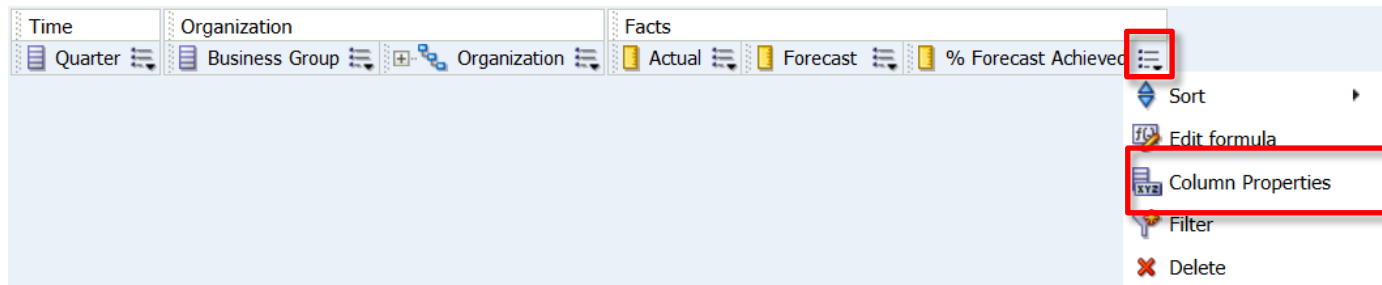 Time Organization Facts
Quarter Business Group Organization Actual Forecast % Forecast Achieved
Sort
Edit formula
Column Properties
Filter
Delete